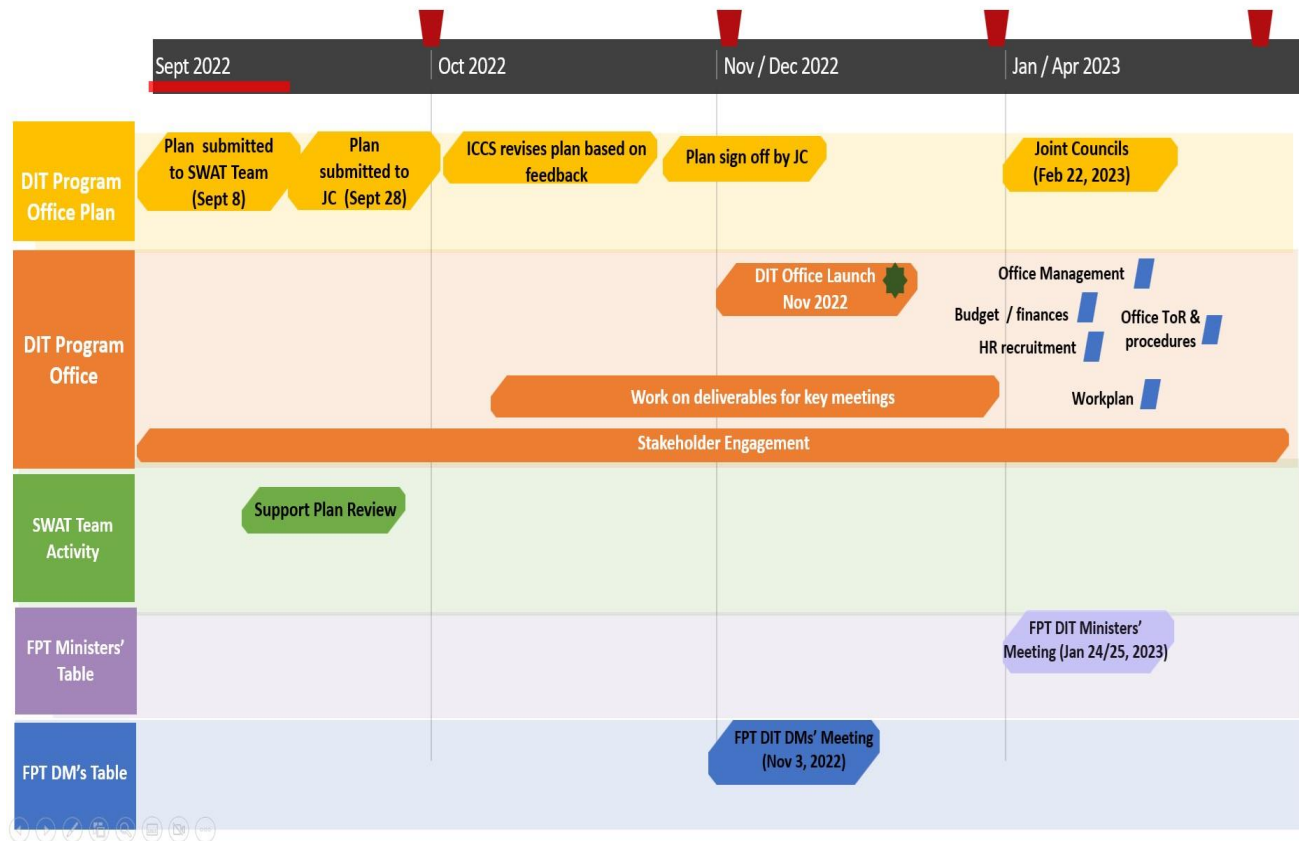 Sept 2022
Oct 2022
Nov / Dec 2022
Jan / Apr 2023
DIT Program
Office Plan
Plan submitted
to SWAT Team
(Sept 8)
Plan
submitted to
JC (Sept 28)
ICCS revises plan based on
feedback
Plan sign off by JC
Joint Councils
(Feb 22, 2023)
DIT Program
Office
DIT Office Launch
Nov 2022
Office Management
Budget / finances
Office ToR &
procedures
HR recruitment
Work on deliverables for key meetings
Workplan
Stakeholder Engagement
SWAT Team
Activity
Support Plan Review
FPT Ministers'
Table
FPT DIT Ministers'
Meeting (Jan 24/25, 2023)
FPT DM's Table
FPT DIT DMs' Meeting
(Nov 3, 2022)